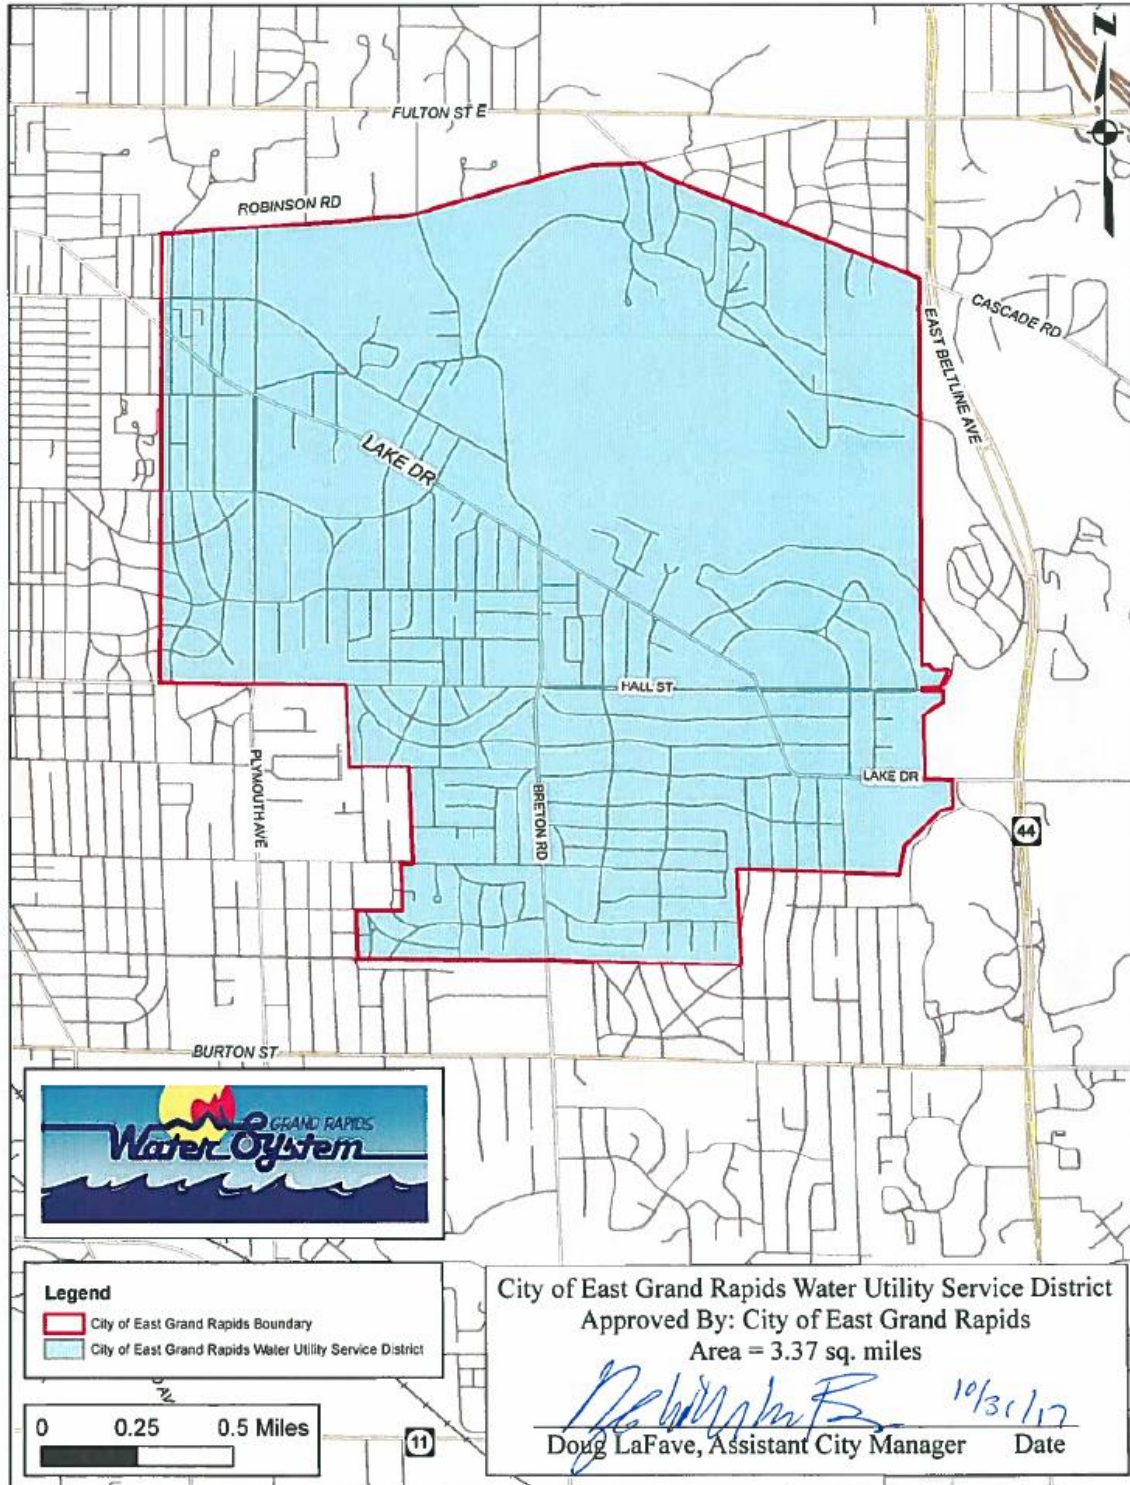 Z
FULTON ST E
ROBINSON RD
CASCADE RD
EAST BELTLINE AVE
LAKE DR
HALL ST
PLYMOUTH AVE
BRETON RD
LAKE DR
44
BURTON ST
GRAND RAPIDS
Water System
Legend
City of East Grand Rapids Boundary
City of East Grand Rapids Water Utility Service District
AV
0 0.25 0.5 Miles
11
City of East Grand Rapids Water Utility Service District
Approved By: City of East Grand Rapids
Area = 3.37 sq. miles
10/31/17
Doug LaFave, Assistant City Manager Date